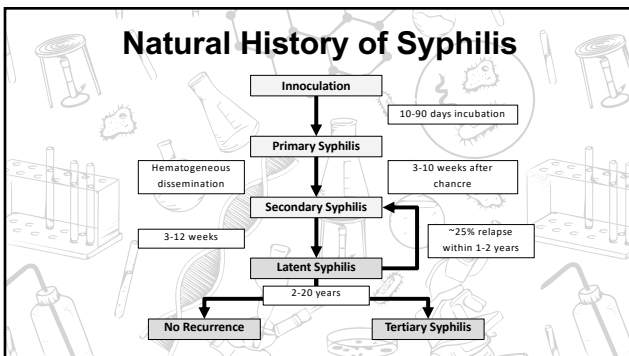 Natural History of Syphilis
Innoculation
10-90 days incubation
Primary Syphilis
Hematogeneous
dissemination
3-10 weeks after
chancre
Secondary Syphilis
3-12 weeks
~25% relapse
within 1-2 years
Latent Syphilis
2-20 years
No Recurrence
Tertiary Syphilis